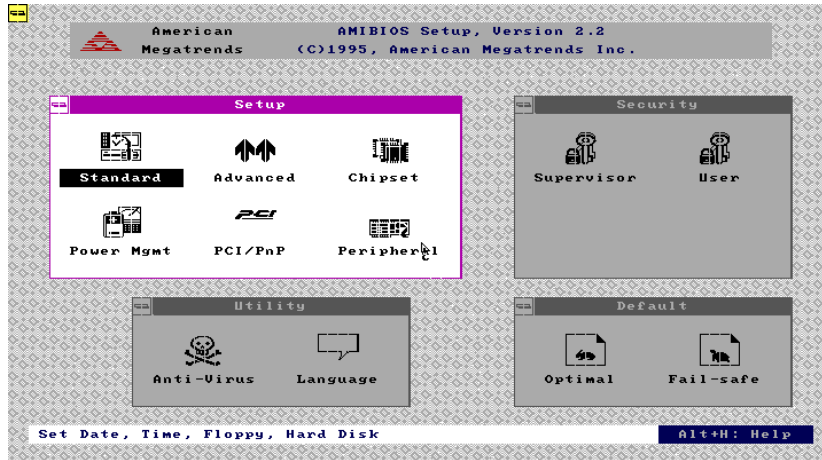 American AMIBIOS Setup, Version 2.2
Megatrends (C)1995, American Megatrends Inc.
Setup
Standard Advanced Chipset
PCI
Power Mgmt PCI/PnP Peripheral
Security
Supervisor User
Utility
Anti-Virus Language
Default
Optimal Fail-safe
Set Date, Time, Floppy, Hard Disk Alt+H: Help